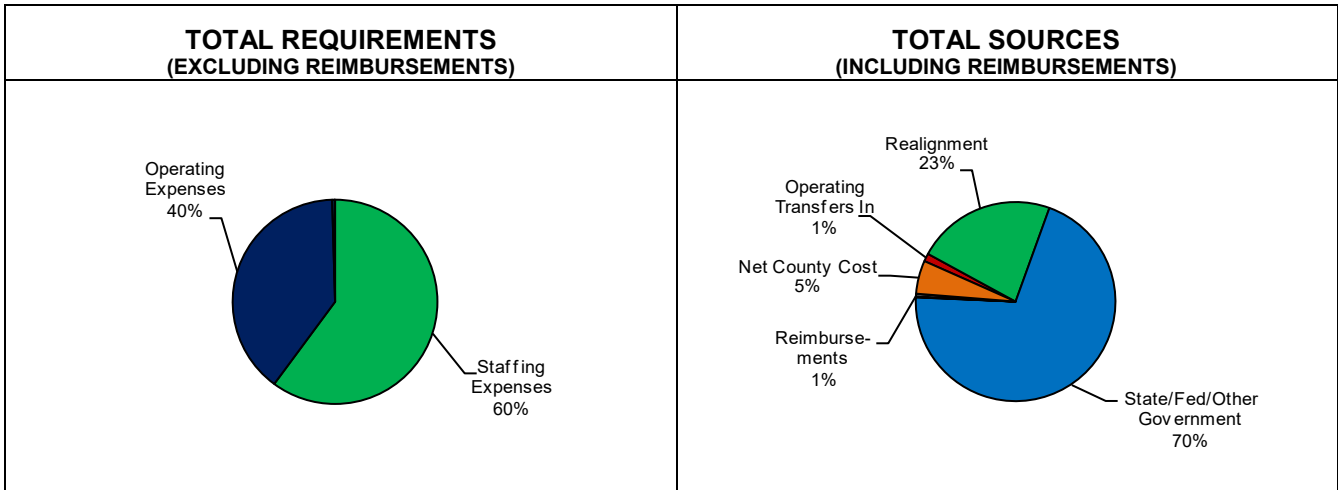 TOTAL REQUIREMENTS
(EXCLUDING REIMBURSEMENTS)
TOTAL SOURCES
(INCLUDING REIMBURSEMENTS)
Operating
Expenses
40%
Staffing
Expenses
60%
Realignment
23%
Operating
Transfers In
1%
Net County Cost
5%
Reimburse-
ments
1%
State/Fed/Other
Government
70%